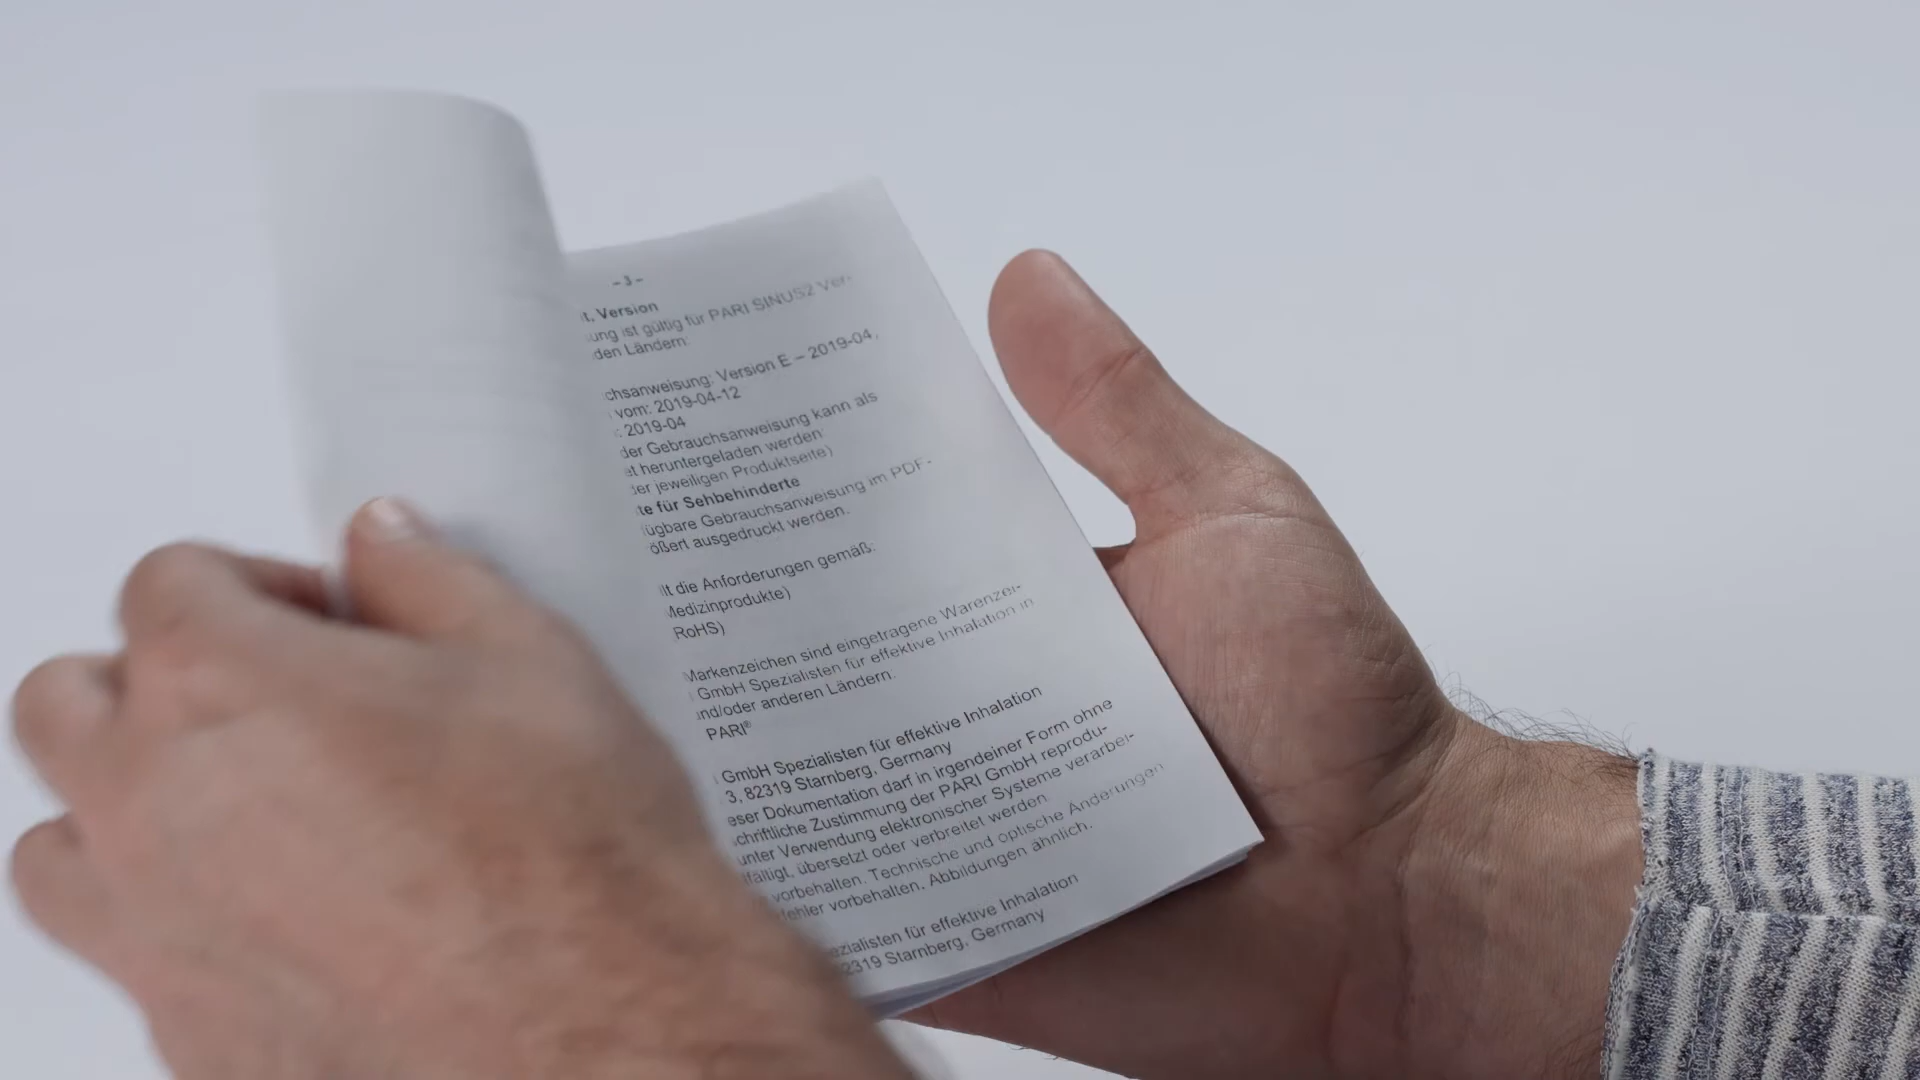 -3-
t, Version
ung ist gültig für PARI SINUS2 Ver-
den Ländern:
chsanweisung: Version E – 2019-04,
vom: 2019-04-12
: 2019-04
der Gebrauchsanweisung kann als
et heruntergeladen werden
er jeweiligen Produktseite)
te für Sehbehinderte
ügbare Gebrauchsanweisung im PDF-
ößert ausgedruckt werden.
llt die Anforderungen gemäß:
Medizinprodukte)
RoHS)
Markenzeichen sind eingetragene Warenzei-
GmbH Spezialisten für effektive Inhalation in
und/oder anderen Ländern.
PARI®
GmbH Spezialisten für effektive Inhalation
3, 82319 Starnberg, Germany
eser Dokumentation darf in irgendeiner Form ohne
chriftliche Zustimmung der PARI GmbH reprodu-
unter Verwendung elektronischer Systeme verarbei-
lfältigt, übersetzt oder verbreitet werden.
vorbehalten. Technische und optische Änderungen
fehler vorbehalten. Abbildungen ähnlich.
ezialisten für effektive Inhalation
82319 Starnberg, Germany